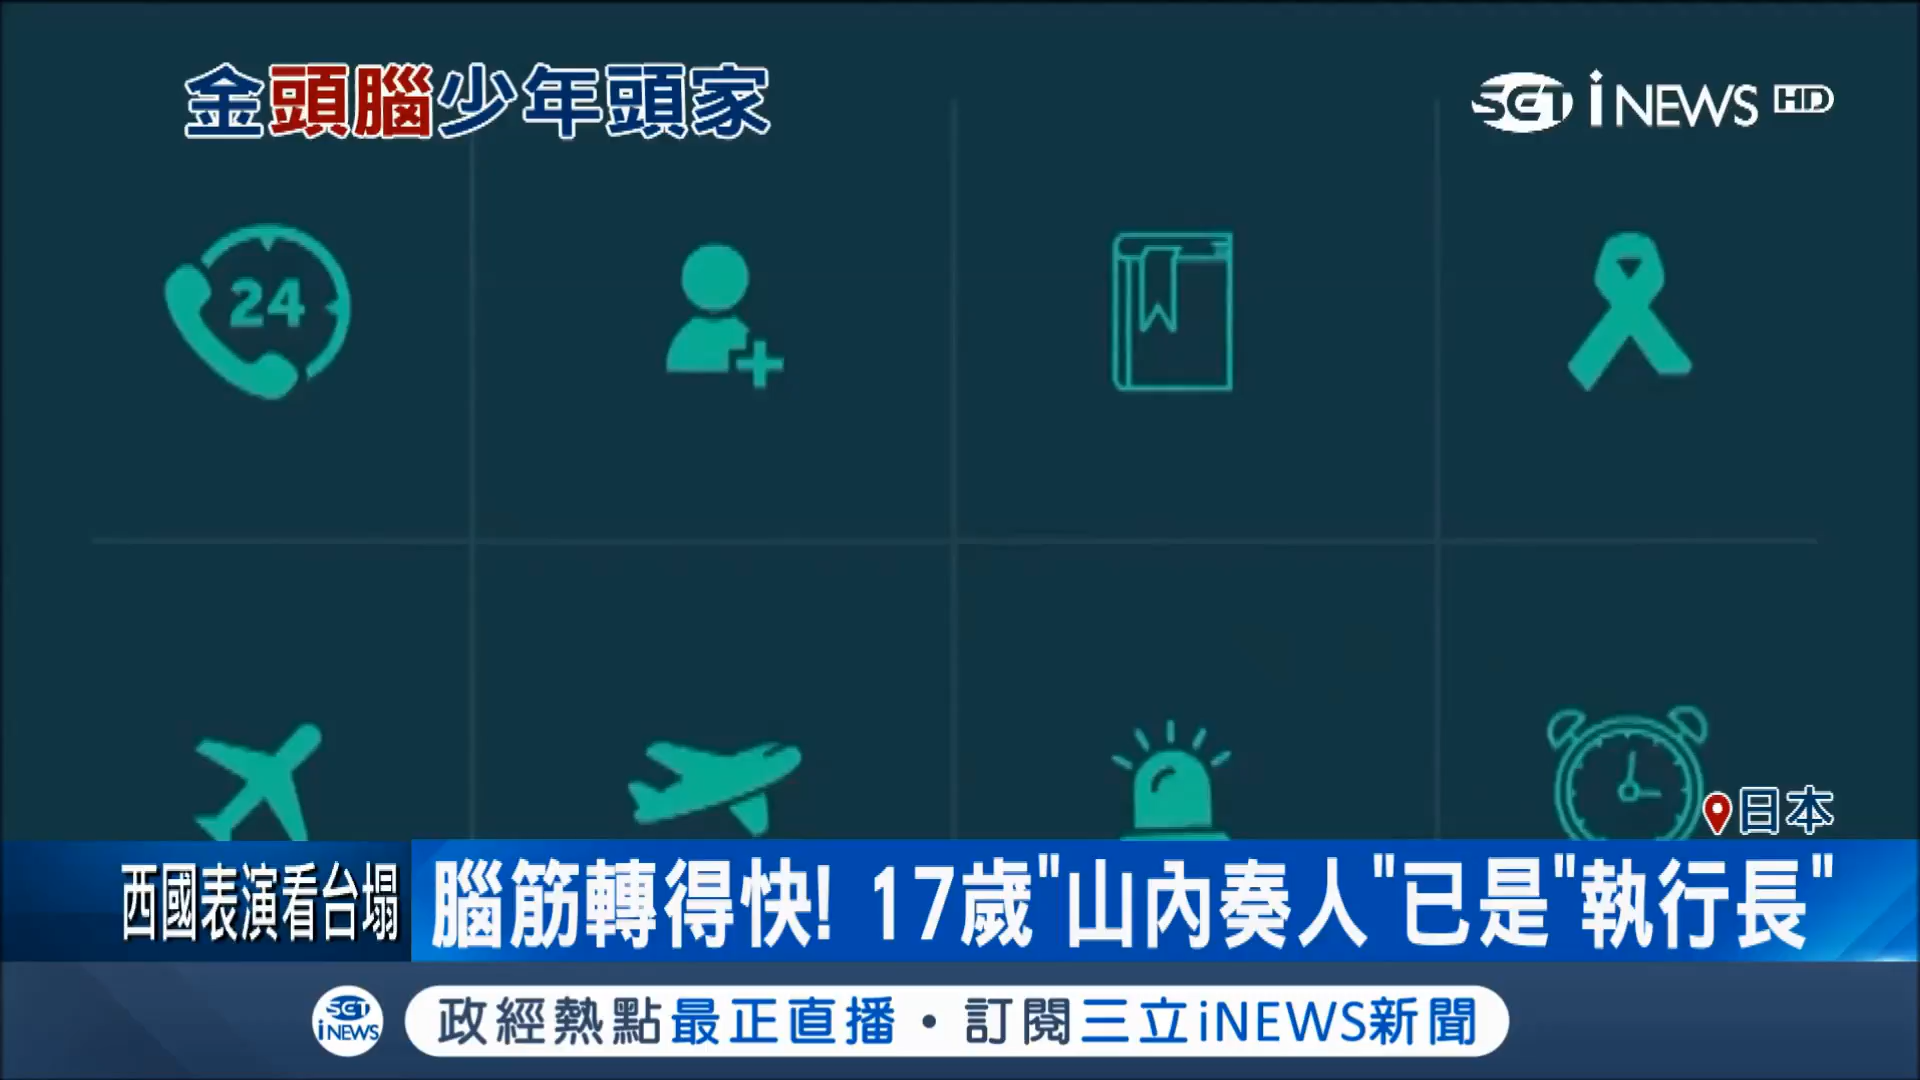 金頭腦少年頭家
SET iNEWS HD
24
日本
西國表演看台塌
腦筋轉得快! 17歲"山內奏人"已是"執行長"
SET iNEWS
政經熱點最正直播・訂閱三立iNEWS新聞